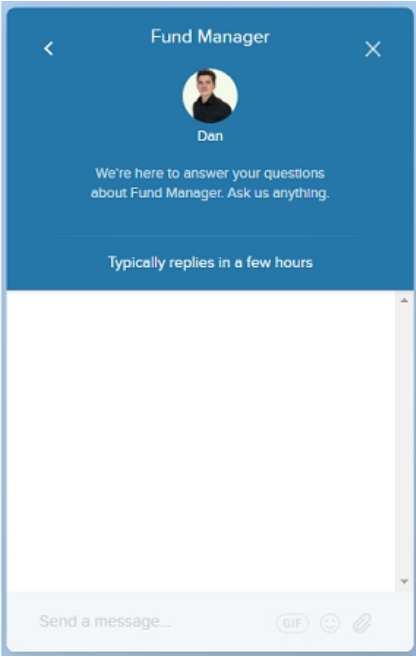 Fund Manager
Dan
We're here to answer your questions
about Fund Manager. Ask us anything.
Typically replies in a few hours
Send a message...
GIF